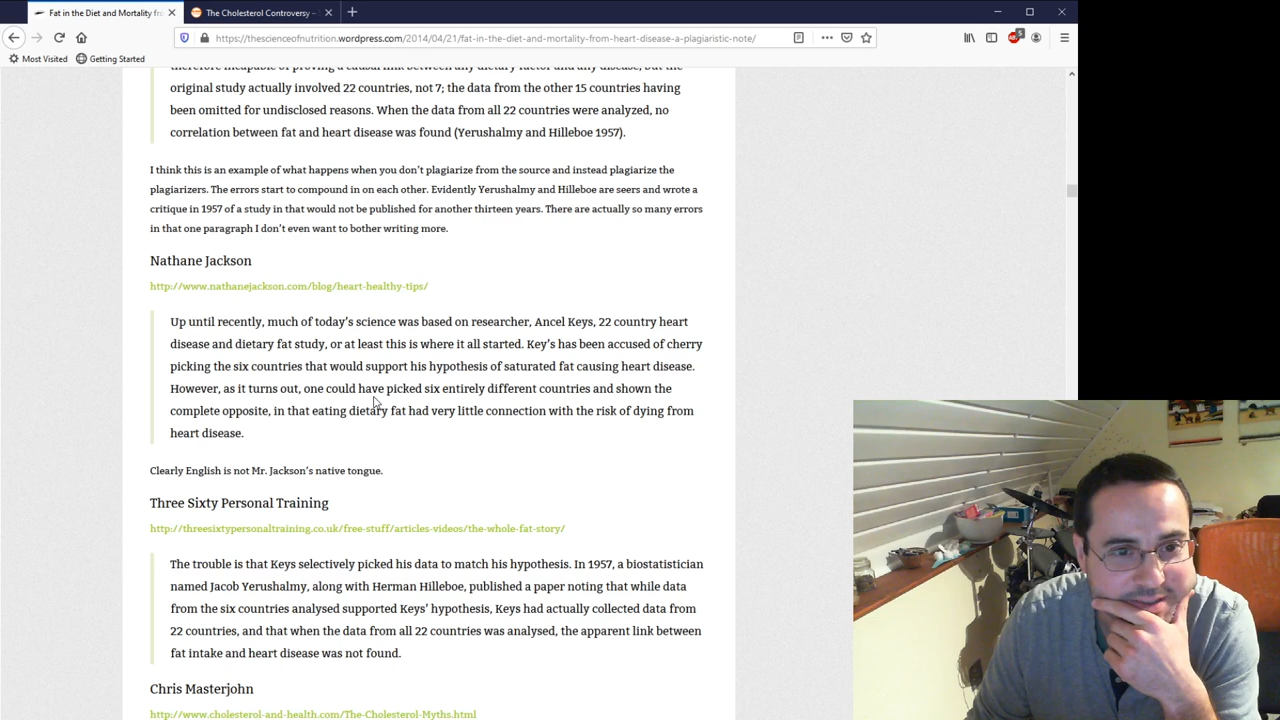 Fat in the Diet and Mortality fro
The Cholesterol Controversy –
https://thescienceofnutrition.wordpress.com/2014/04/21/fat-in-the-diet-and-mortality-from-heart-disease-a-plagiaristic-note/
5
Most Visited
Getting Started
therefore incapable of proving a causal link between any dietary factor and any disease, but the
original study actually involved 22 countries, not 7; the data from the other 15 countries having
been omitted for undisclosed reasons. When the data from all 22 countries were analyzed, no
correlation between fat and heart disease was found (Yerushalmy and Hilleboe 1957).
I think this is an example of what happens when you don't plagiarize from the source and instead plagiarize the
plagiarizers. The errors start to compound in on each other. Evidently Yerushalmy and Hilleboe are seers and wrote a
critique in 1957 of a study in that would not be published for another thirteen years. There are actually so many errors
in that one paragraph I don't even want to bother writing more.
Nathane Jackson
http://www.nathanejackson.com/blog/heart-healthy-tips/
Up until recently, much of today's science was based on researcher, Ancel Keys, 22 country heart
disease and dietary fat study, or at least this is where it all started. Key's has been accused of cherry
picking the six countries that would support his hypothesis of saturated fat causing heart disease.
However, as it turns out, one could have picked six entirely different countries and shown the
complete opposite, in that eating dietary fat had very little connection with the risk of dying from
heart disease.
Clearly English is not Mr. Jackson's native tongue.
Three Sixty Personal Training
http://threesixtypersonaltraining.co.uk/free-stuff/articles-videos/the-whole-fat-story/
The trouble is that Keys selectively picked his data to match his hypothesis. In 1957, a biostatistician
named Jacob Yerushalmy, along with Herman Hilleboe, published a paper noting that while data
from the six countries analysed supported Keys' hypothesis, Keys had actually collected data from
22 countries, and that when the data from all 22 countries was analysed, the apparent link between
fat intake and heart disease was not found.
Chris Masterjohn
http://www.cholesterol-and-health.com/The-Cholesterol-Myths.html